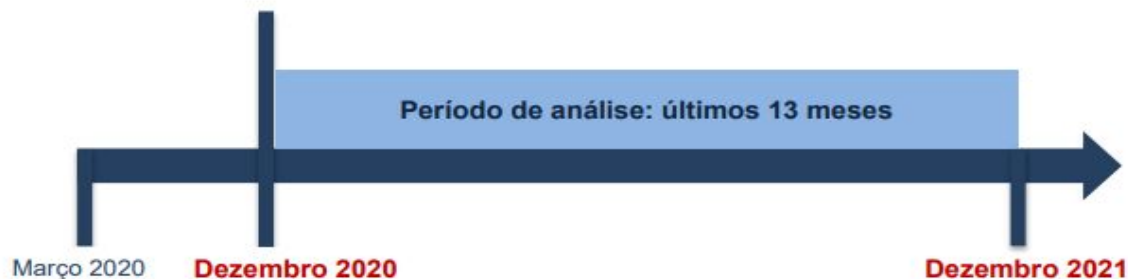 Período de análise: últimos 13 meses
Março 2020
Dezembro 2020
Dezembro 2021